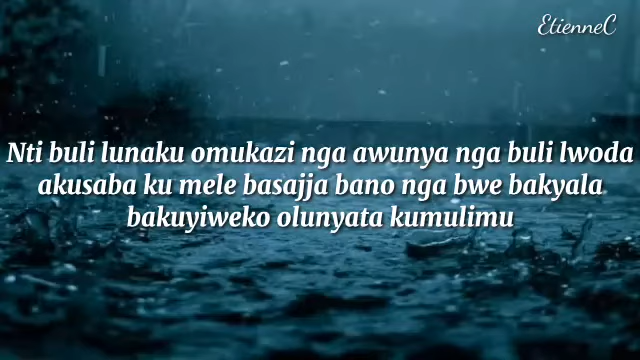 EtienneC
Nti buli lunaku omukazi nga awunya nga buli lwoda
akusaba ku mele basajja bano nga bwe bakyala
bakuyiweko olunyata kumulimu